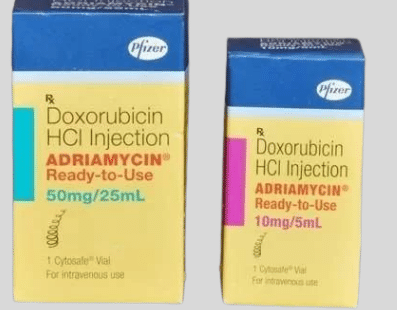 Pfizer
Rx
Doxorubicin
HCl Injection
ADRIAMYCIN®
Ready-to-Use
50mg/25mL
1 Cytosafe® Vial
For intravenous use
Pfizer
Rx
Doxorubicin
HCl Injection
ADRIAMYCIN®
Ready-to-Use
10mg/5mL
1 Cytosafe® Vial
For intravenous use